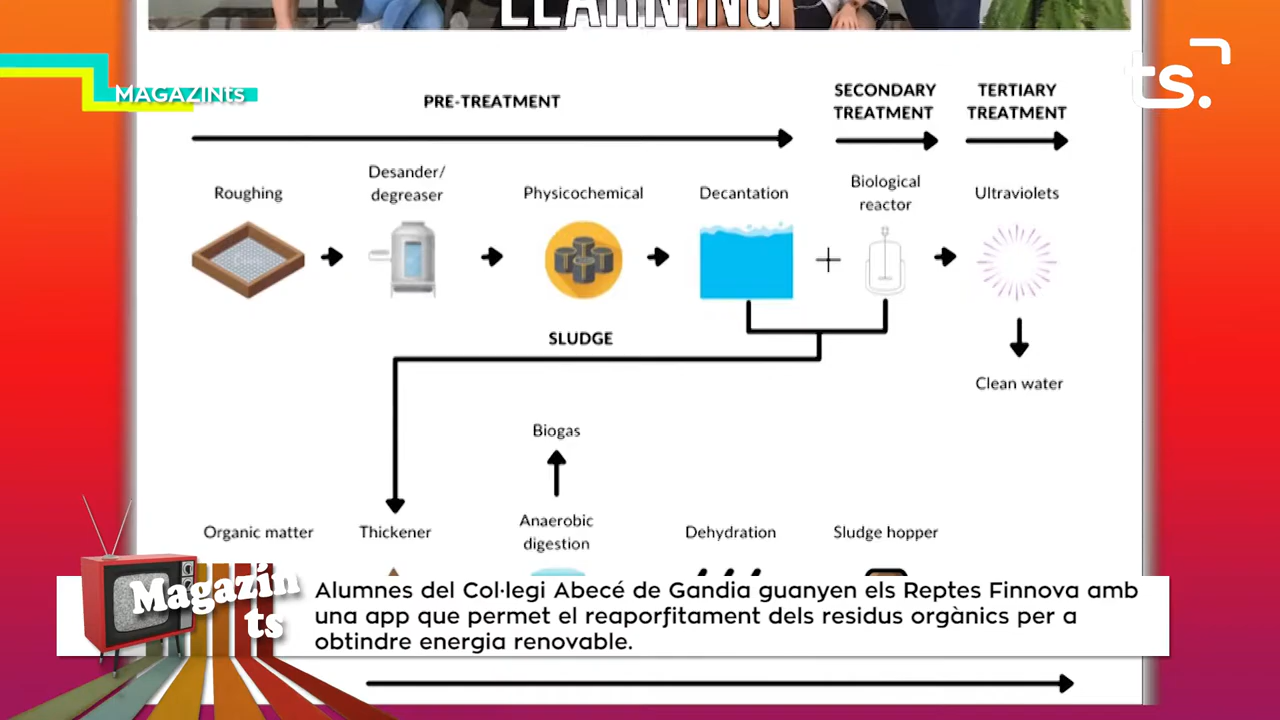 LEARNING
MAGAZINts
ts.
PRE-TREATMENT
SECONDARY
TREATMENT
TERTIARY
TREATMENT
Roughing
Desander/
degreaser
Physicochemical
Decantation
Biological
reactor
Ultraviolets
SLUDGE
Clean water
Biogas
Organic matter
Thickener
Anaerobic
digestion
Dehydration
Sludge hopper
Magazin
ts
Alumnes del Col·legi Abecé de Gandia guanyen els Reptes Finnova amb
una app que permet el reaporfitament dels residus orgànics per a
obtindre energia renovable.